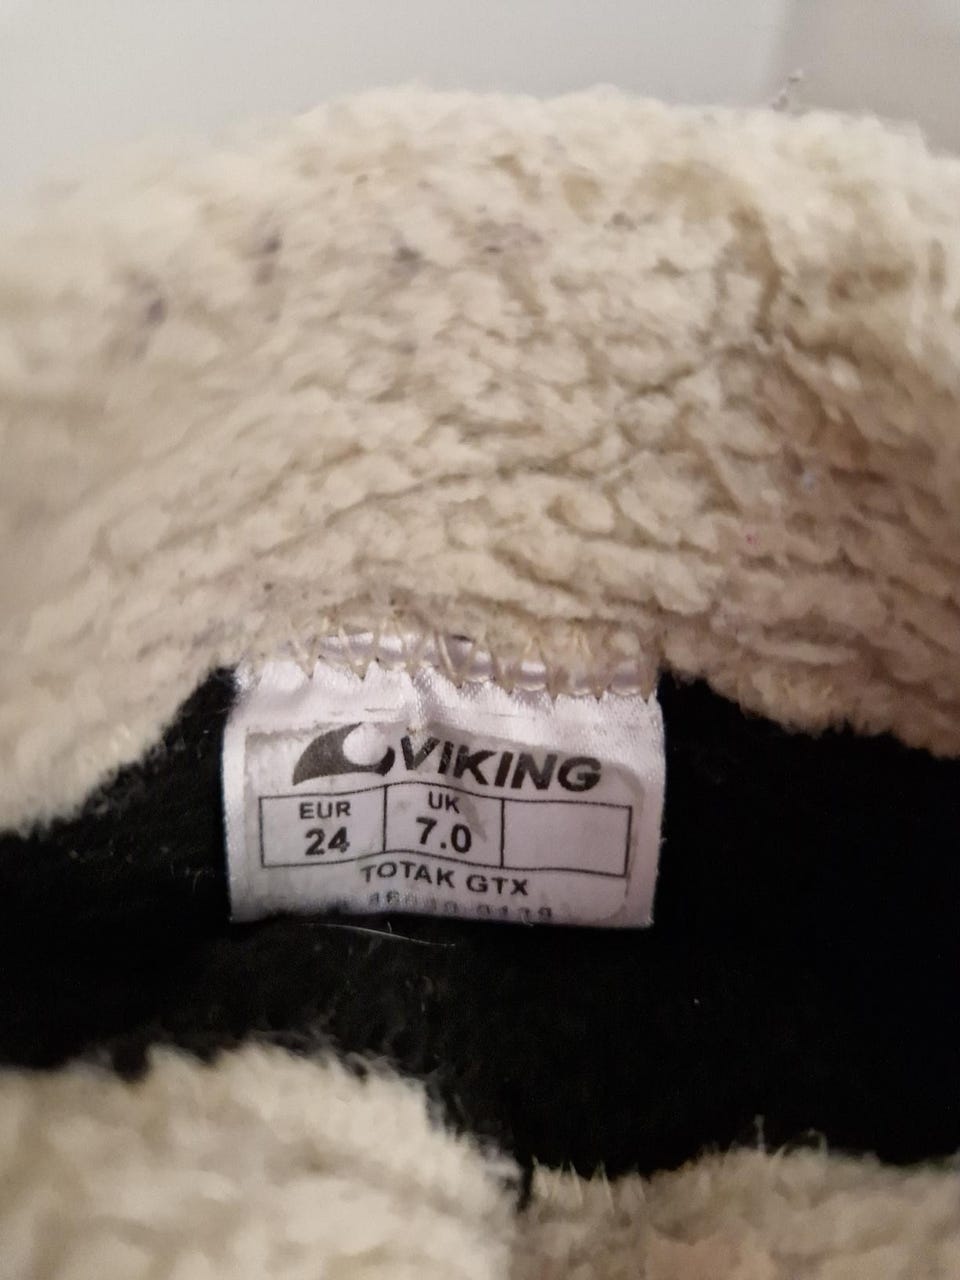 VIKING
EUR UK
24 7.0
TOTAK GTX